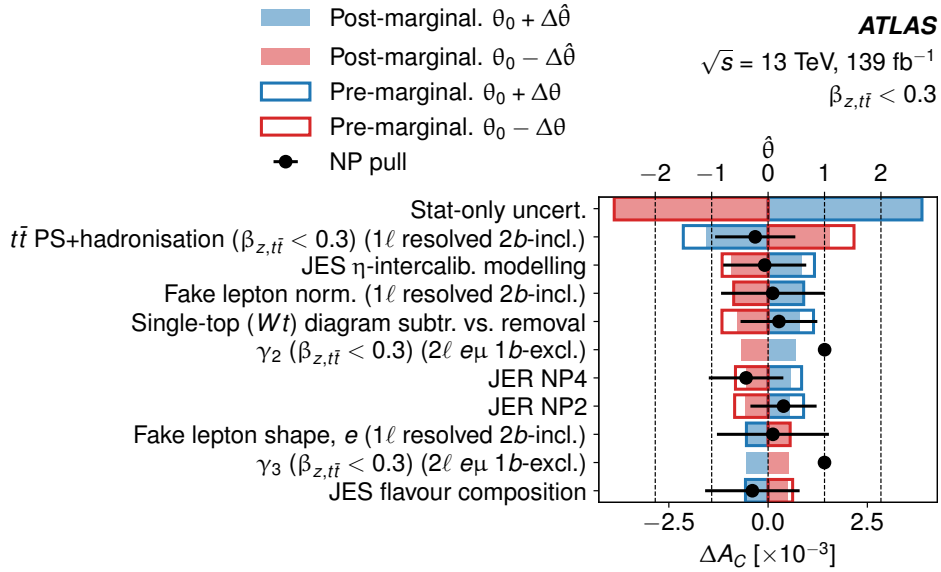 Post-marginal. θ₀ + Δθ̂
Post-marginal. θ₀ − Δθ̂
Pre-marginal. θ₀ + Δθ
Pre-marginal. θ₀ − Δθ
NP pull
ATLAS
√s = 13 TeV, 139 fb⁻¹
β_{z,tt̄} < 0.3
θ̂
−2 −1 0 1 2
Stat-only uncert.
tt̄ PS+hadronisation (β_{z,tt̄} < 0.3) (1ℓ resolved 2b-incl.)
JES η-intercalib. modelling
Fake lepton norm. (1ℓ resolved 2b-incl.)
Single-top (Wt) diagram subtr. vs. removal
γ₂ (β_{z,tt̄} < 0.3) (2ℓ eμ 1b-excl.)
JER NP4
JER NP2
Fake lepton shape, e (1ℓ resolved 2b-incl.)
γ₃ (β_{z,tt̄} < 0.3) (2ℓ eμ 1b-excl.)
JES flavour composition
−2.5 0.0 2.5
ΔA_C [×10⁻³]